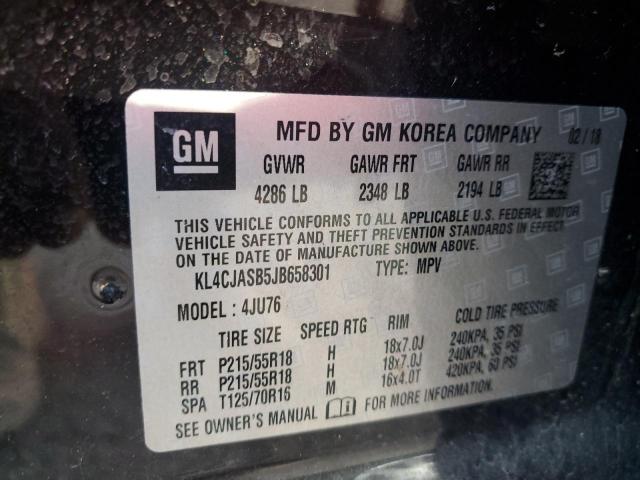 GM
MFD BY GM KOREA COMPANY 02/18
GVWR GAWR FRT GAWR RR
4286 LB 2348 LB 2194 LB
THIS VEHICLE CONFORMS TO ALL APPLICABLE U.S. FEDERAL MOTOR
VEHICLE SAFETY AND THEFT PREVENTION STANDARDS IN EFFECT
ON THE DATE OF MANUFACTURE SHOWN ABOVE.
KL4CJASB5JB658301 TYPE: MPV
MODEL : 4JU76
TIRE SIZE SPEED RTG RIM COLD TIRE PRESSURE
FRT P215/55R18 H 18x7.0J 240KPA, 35 PSI
RR P215/55R18 H 18x7.0J 240KPA, 35 PSI
SPA T125/70R16 M 16x4.0T 420KPA, 60 PSI
SEE OWNER'S MANUAL FOR MORE INFORMATION.